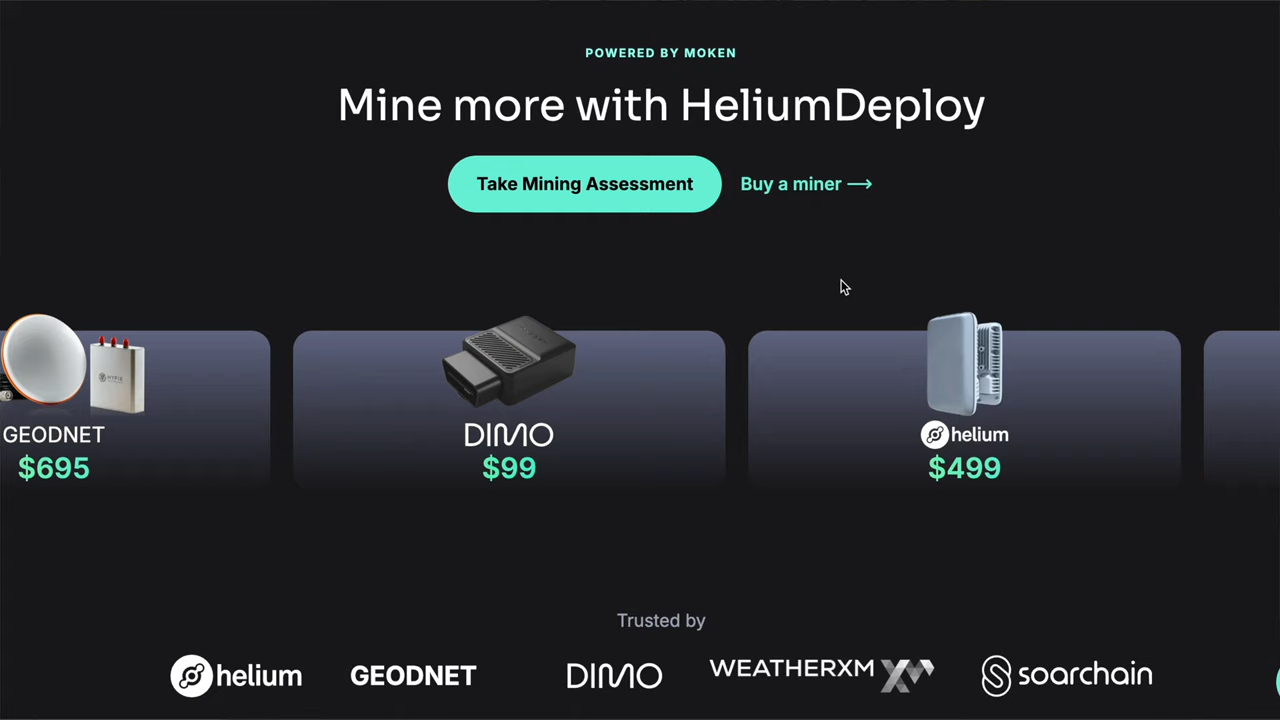 POWERED BY MOKEN
Mine more with HeliumDeploy
Take Mining Assessment
Buy a miner →
GEODNET
$695
DIMO
$99
helium
$499
Trusted by
helium
GEODNET
DIMO
WEATHERXM XM
soarchain